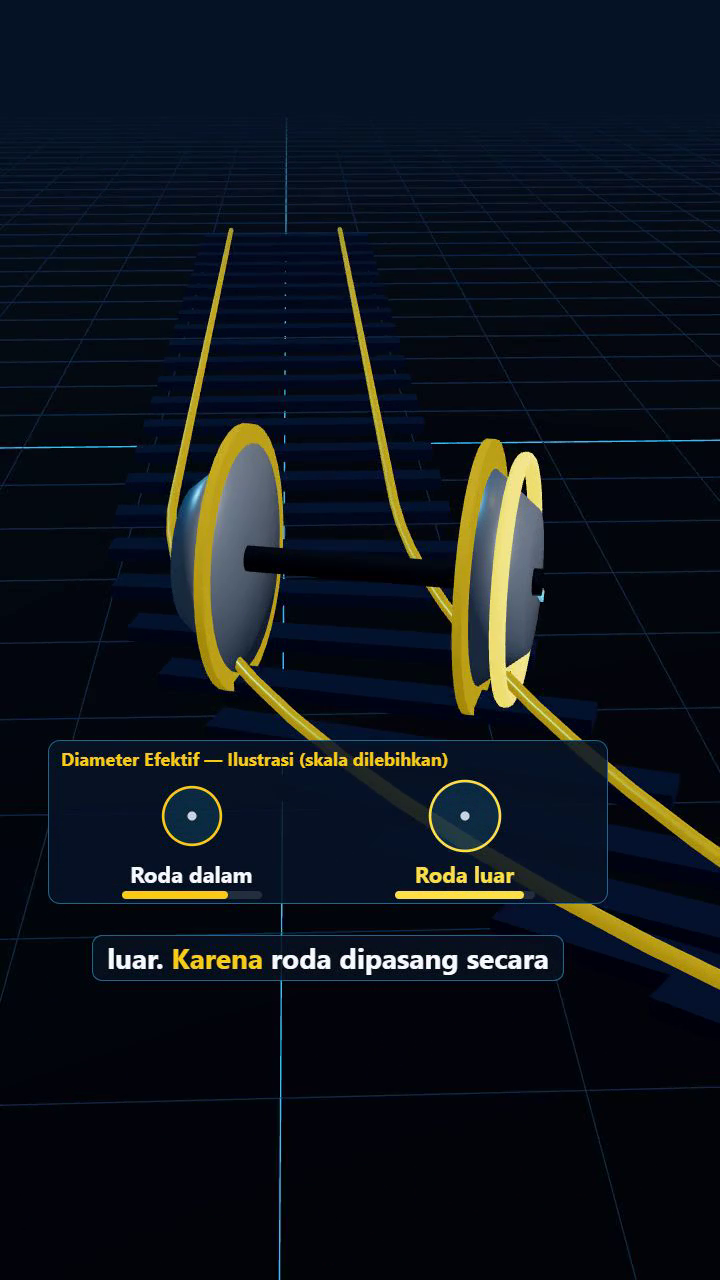 Diameter Efektif — Ilustrasi (skala dilebihkan)
Roda dalam
Roda luar
luar. Karena roda dipasang secara